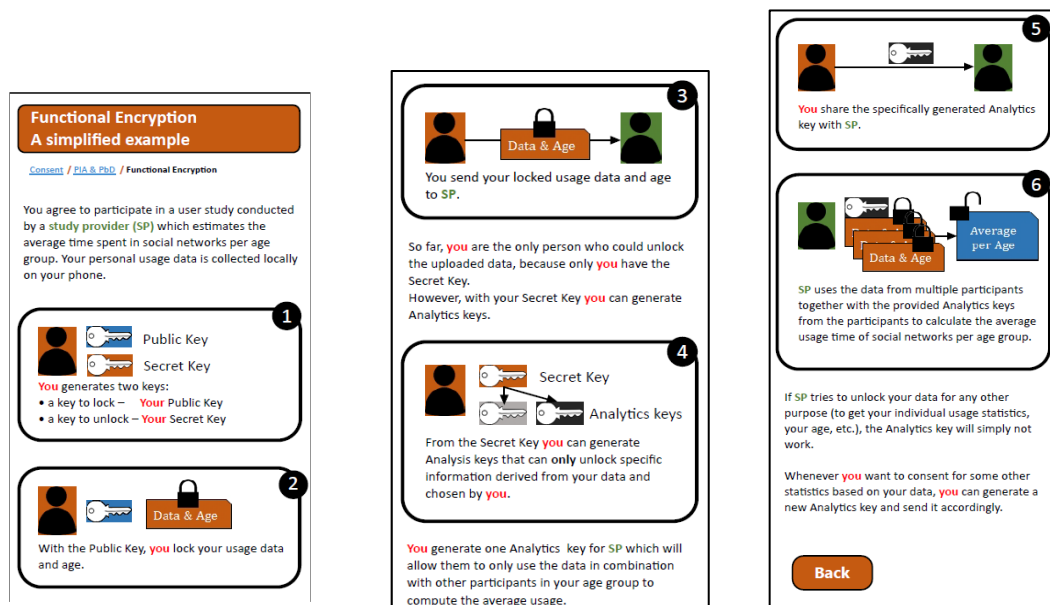 Functional Encryption
A simplified example
Consent / PIA & PbD / Functional Encryption
You agree to participate in a user study conducted
by a study provider (SP) which estimates the
average time spent in social networks per age
group. Your personal usage data is collected locally
on your phone.
1
Public Key
Secret Key
You generates two keys:
• a key to lock – Your Public Key
• a key to unlock – Your Secret Key
2
Data & Age
With the Public Key, you lock your usage data
and age.
3
Data & Age
You send your locked usage data and age
to SP.
So far, you are the only person who could unlock
the uploaded data, because only you have the
Secret Key.
However, with your Secret Key you can generate
Analytics keys.
4
Secret Key
Analytics keys
From the Secret Key you can generate
Analysis keys that can only unlock specific
information derived from your data and
chosen by you.
You generate one Analytics key for SP which will
allow them to only use the data in combination
with other participants in your age group to
compute the average usage.
5
You share the specifically generated Analytics
key with SP.
6
Data & Age
Average
per Age
SP uses the data from multiple participants
together with the provided Analytics keys
from the participants to calculate the average
usage time of social networks per age group.
If SP tries to unlock your data for any other
purpose (to get your individual usage statistics,
your age, etc.), the Analytics key will simply not
work.
Whenever you want to consent for some other
statistics based on your data, you can generate a
new Analytics key and send it accordingly.
Back